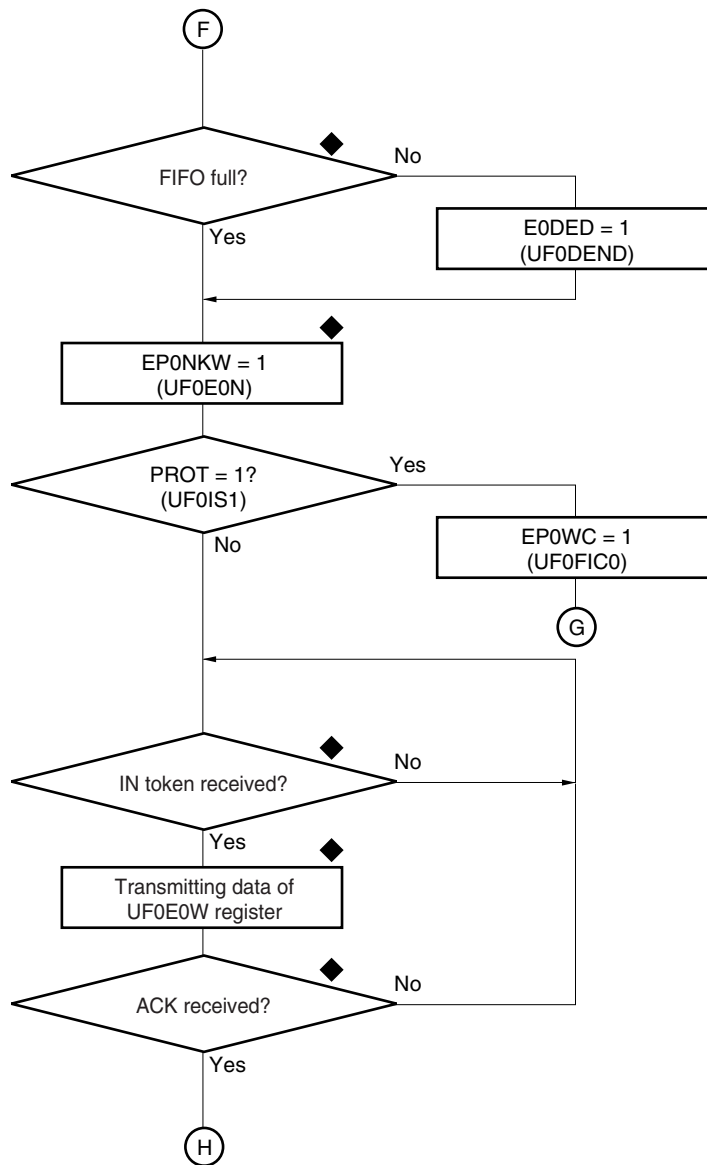 F
FIFO full?
No
Yes
E0DED = 1
(UF0DEND)
EP0NKW = 1
(UF0E0N)
PROT = 1?
(UF0IS1)
Yes
No
EP0WC = 1
(UF0FIC0)
G
IN token received?
No
Yes
Transmitting data of
UF0E0W register
ACK received?
No
Yes
H